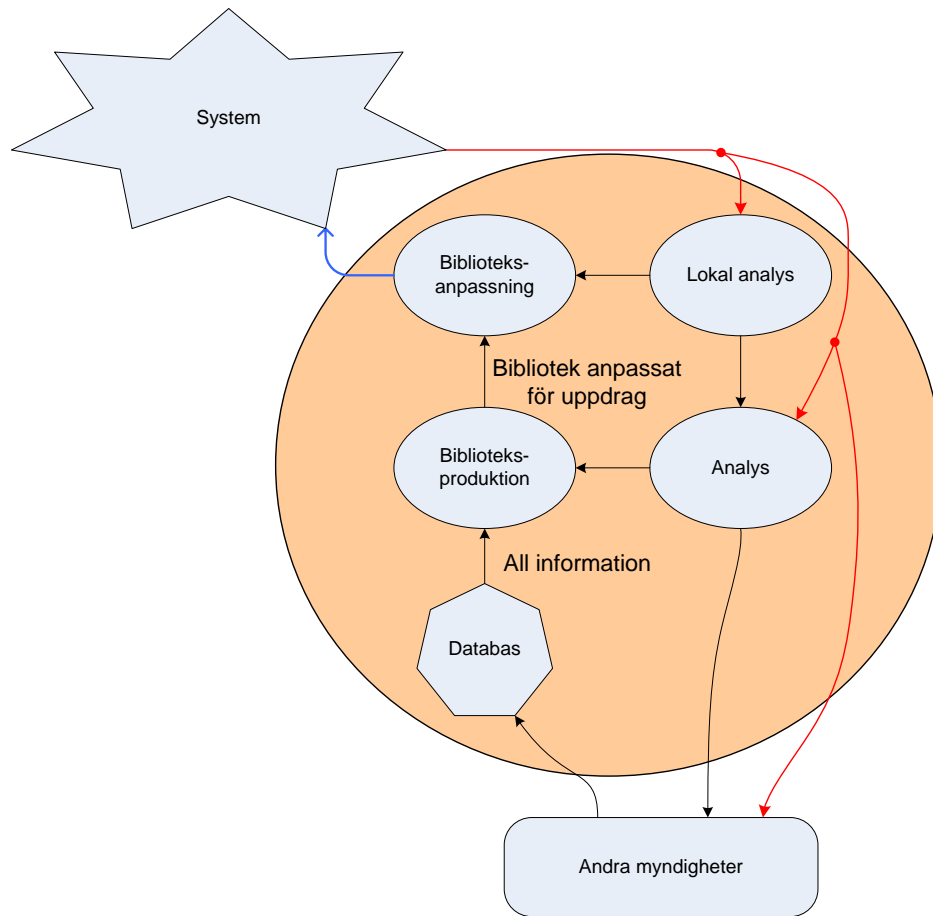 System
Biblioteks-
anpassning
Lokal analys
Bibliotek anpassat
för uppdrag
Biblioteks-
produktion
Analys
All information
Databas
Andra myndigheter